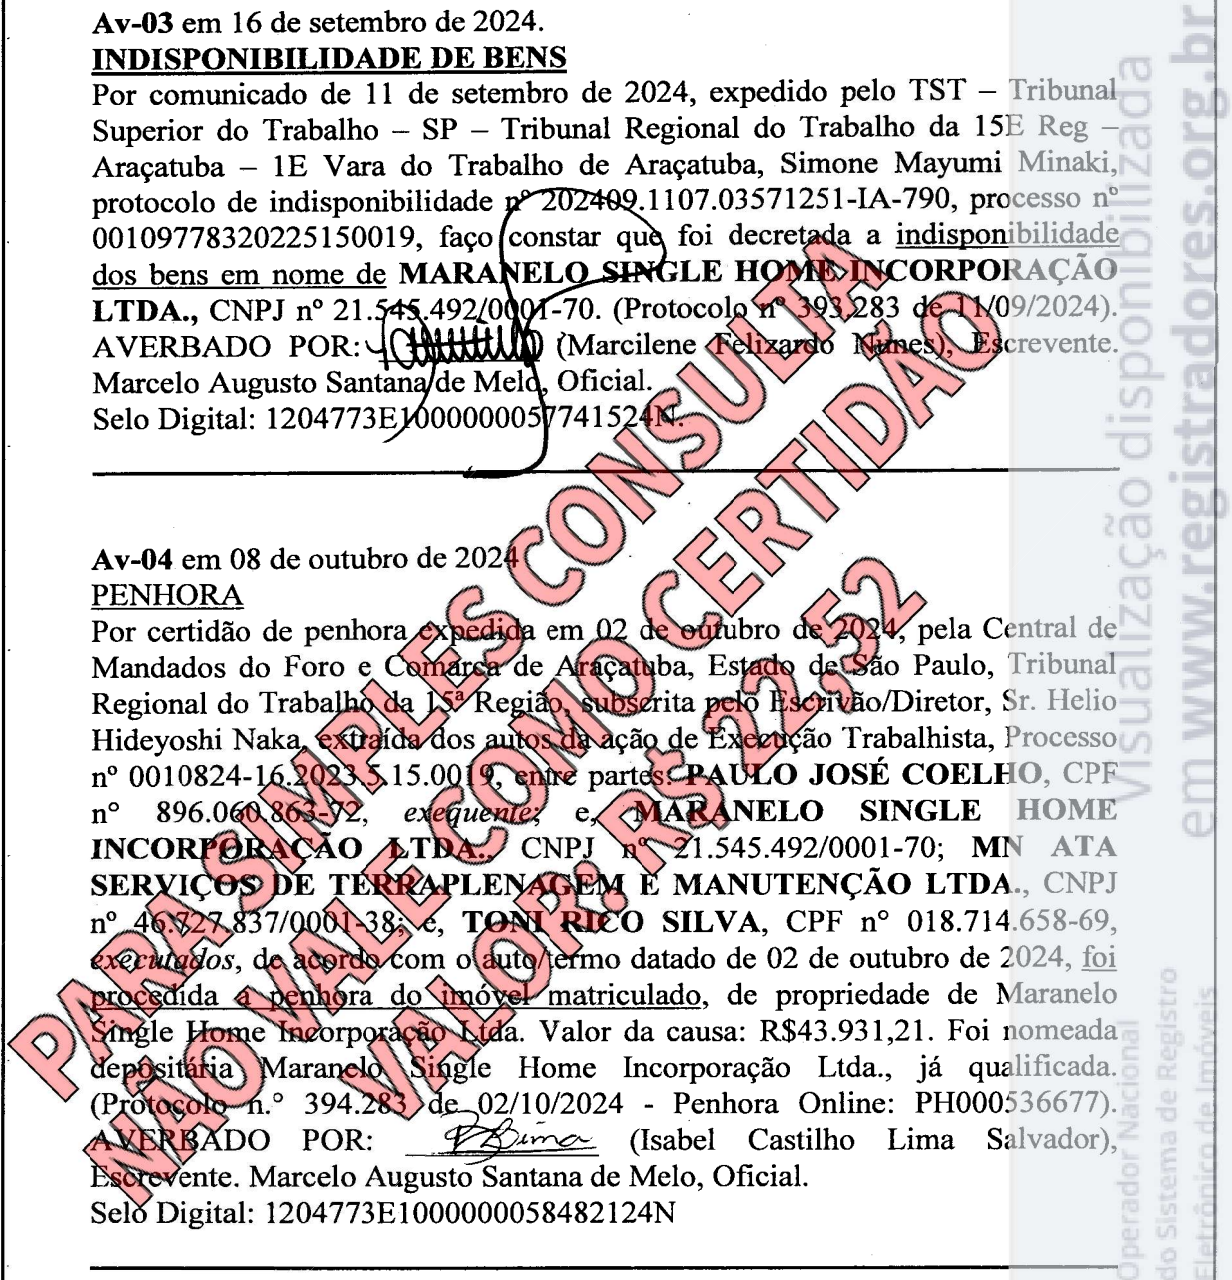 Av-03 em 16 de setembro de 2024.
INDISPONIBILIDADE DE BENS
Por comunicado de 11 de setembro de 2024, expedido pelo TST – Tribunal
Superior do Trabalho – SP – Tribunal Regional do Trabalho da 15E Reg –
Araçatuba – 1E Vara do Trabalho de Araçatuba, Simone Mayumi Minaki,
protocolo de indisponibilidade nº 202409.1107.03571251-IA-790, processo nº
00109778320225150019, faço constar que foi decretada a indisponibilidade
dos bens em nome de MARANELO SINGLE HOME INCORPORAÇÃO
LTDA., CNPJ nº 21.545.492/0001-70. (Protocolo nº 393.283 de 11/09/2024).
AVERBADO POR: (Marcilene Felizardo Nunes), Escrevente.
Marcelo Augusto Santana de Melo, Oficial.
Selo Digital: 1204773E1000000057741524N.
Av-04 em 08 de outubro de 2024
PENHORA
Por certidão de penhora expedida em 02 de outubro de 2024, pela Central de
Mandados do Foro e Comarca de Araçatuba, Estado de São Paulo, Tribunal
Regional do Trabalho da 15ª Região, subscrita pelo Escrivão/Diretor, Sr. Helio
Hideyoshi Naka, extraída dos autos da ação de Execução Trabalhista, Processo
nº 0010824-16.2023.5.15.0019, entre partes: PAULO JOSÉ COELHO, CPF
nº 896.060.863-72, exequente; e, MARANELO SINGLE HOME
INCORPORAÇÃO LTDA., CNPJ nº 21.545.492/0001-70; MN ATA
SERVIÇOS DE TERRAPLENAGEM E MANUTENÇÃO LTDA., CNPJ
nº 46.727.837/0001-38; e, TONI RICO SILVA, CPF nº 018.714.658-69,
executados, de acordo com o auto/termo datado de 02 de outubro de 2024, foi
procedida a penhora do imóvel matriculado, de propriedade de Maranelo
Single Home Incorporação Ltda. Valor da causa: R$43.931,21. Foi nomeada
depositária Maranelo Single Home Incorporação Ltda., já qualificada.
(Protocolo n.º 394.283 de 02/10/2024 - Penhora Online: PH000536677).
AVERBADO POR: (Isabel Castilho Lima Salvador),
Escrevente. Marcelo Augusto Santana de Melo, Oficial.
Selo Digital: 1204773E1000000058482124N
PARA SIMPLES CONSULTA
NÃO VALE COMO CERTIDÃO
VALOR: R$ 22,52
Visualização disponibilizada
em www.registradores.org.br
Operador Nacional
do Sistema de Registro
Eletrônico de Imóveis